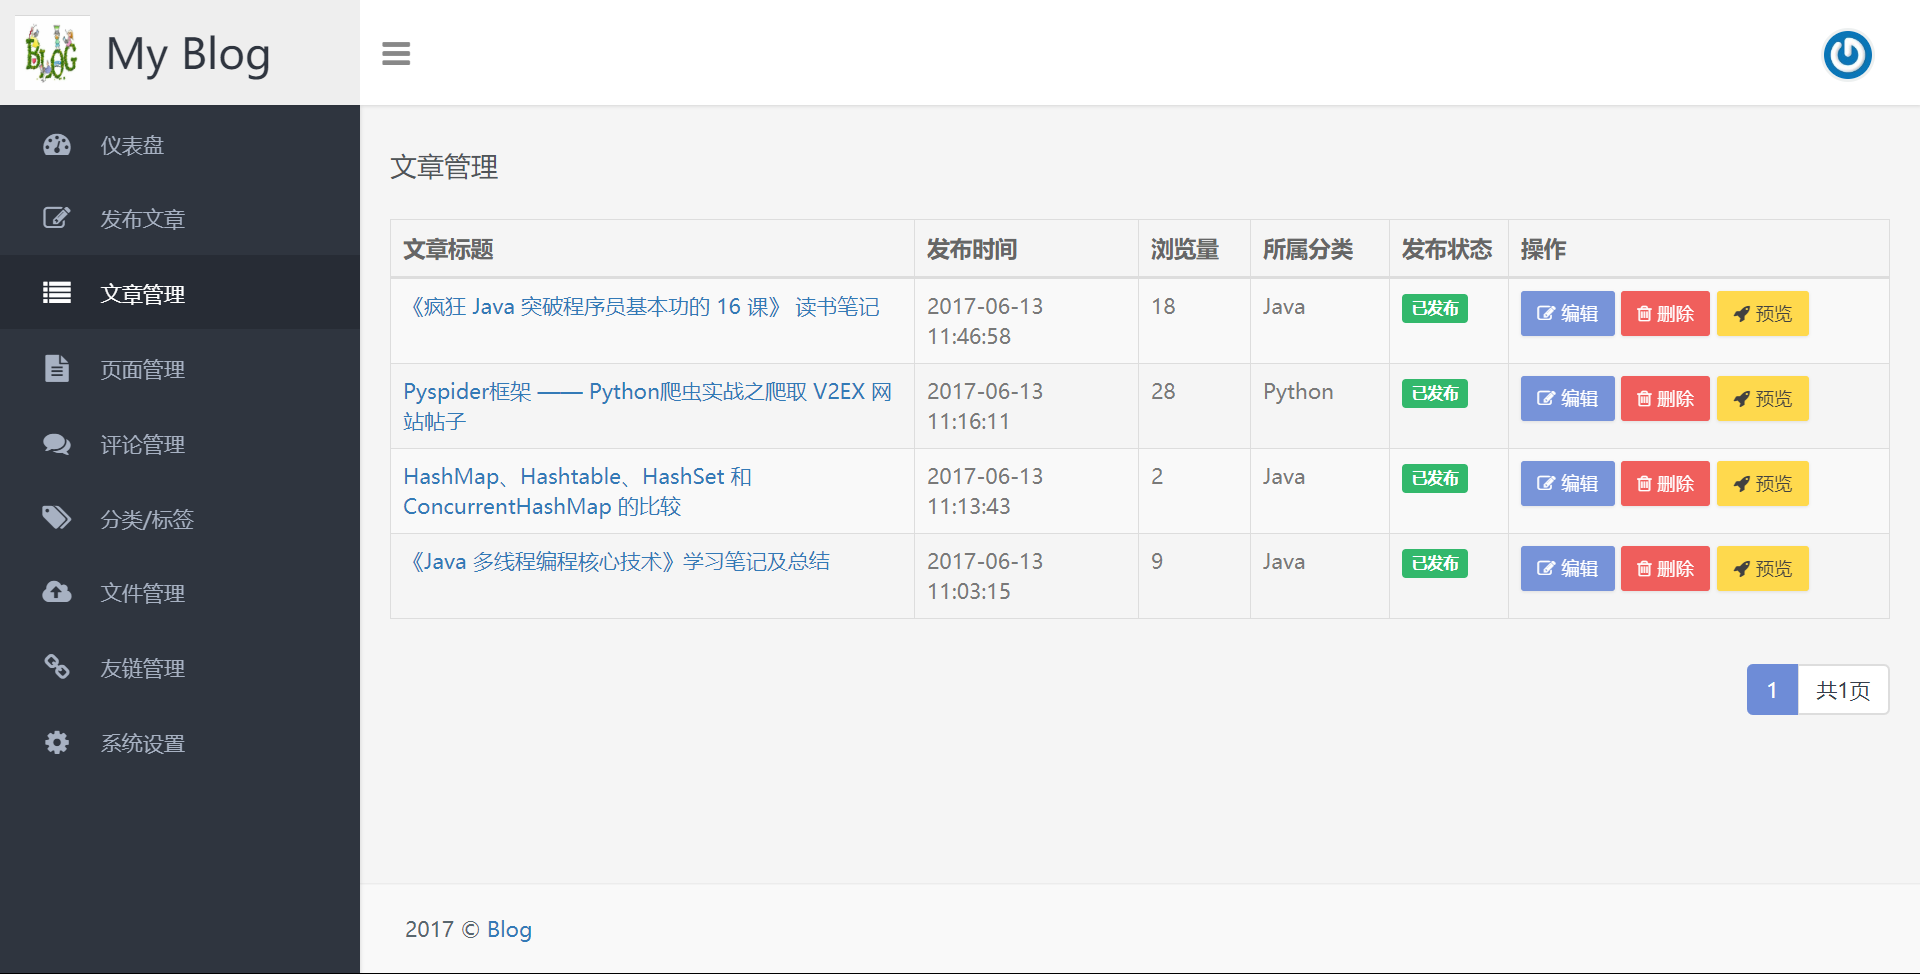 BLOG
My Blog
仪表盘
发布文章
文章管理
页面管理
评论管理
分类/标签
文件管理
友链管理
系统设置
文章管理
文章标题 发布时间 浏览量 所属分类 发布状态 操作
《疯狂 Java 突破程序员基本功的 16 课》 读书笔记 2017-06-13 18 Java 已发布 编辑 删除 预览
11:46:58
Pyspider框架 —— Python爬虫实战之爬取 V2EX 网 2017-06-13 28 Python 已发布 编辑 删除 预览
站帖子 11:16:11
HashMap、Hashtable、HashSet 和 2017-06-13 2 Java 已发布 编辑 删除 预览
ConcurrentHashMap 的比较 11:13:43
《Java 多线程编程核心技术》学习笔记及总结 2017-06-13 9 Java 已发布 编辑 删除 预览
11:03:15
1 共1页
2017 © Blog